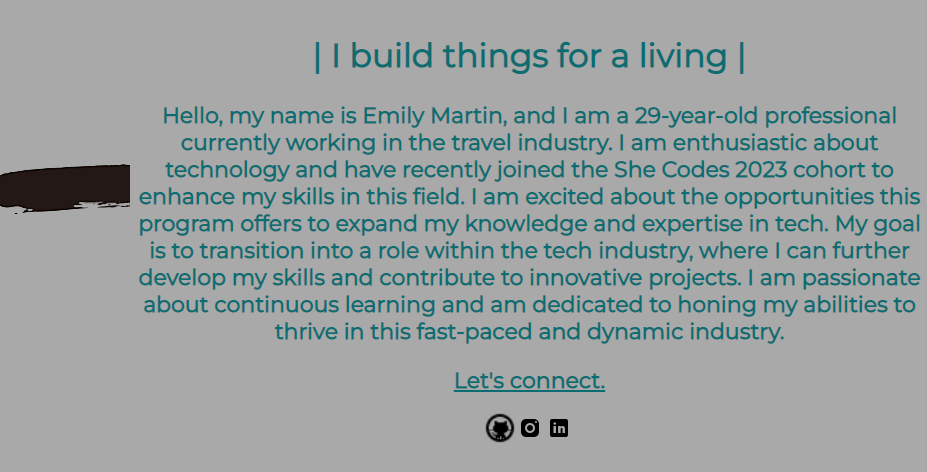 | I build things for a living |
Hello, my name is Emily Martin, and I am a 29-year-old professional
currently working in the travel industry. I am enthusiastic about
technology and have recently joined the She Codes 2023 cohort to
enhance my skills in this field. I am excited about the opportunities this
program offers to expand my knowledge and expertise in tech. My goal
is to transition into a role within the tech industry, where I can further
develop my skills and contribute to innovative projects. I am passionate
about continuous learning and am dedicated to honing my abilities to
thrive in this fast-paced and dynamic industry.
Let's connect.
in